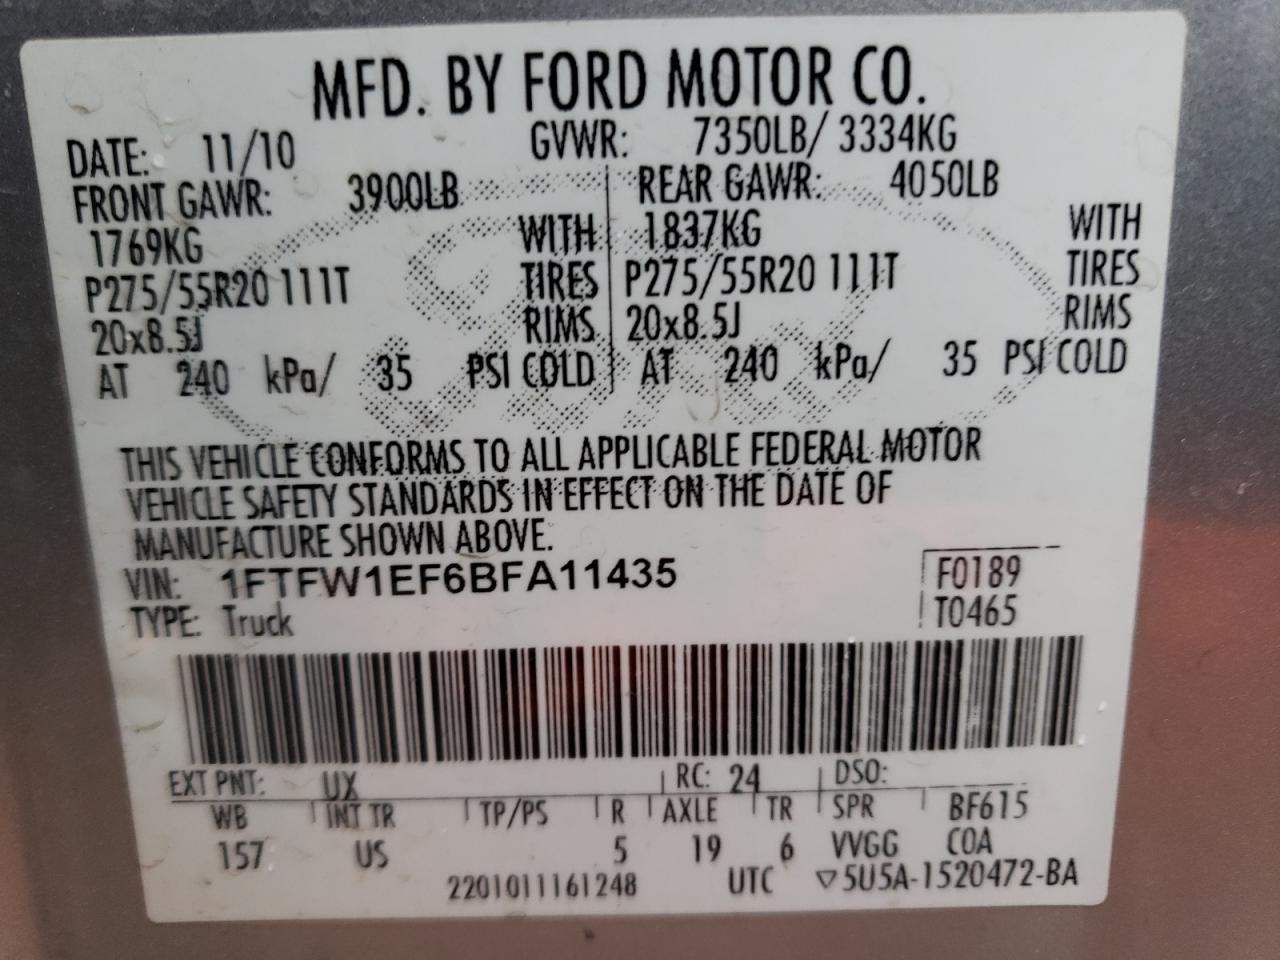 MFD. BY FORD MOTOR CO.
DATE: 11/10 GVWR: 7350LB/ 3334KG
FRONT GAWR: 3900LB REAR GAWR: 4050LB
1769KG WITH 1837KG WITH
P275/55R20 111T TIRES P275/55R20 111T TIRES
20x8.5J RIMS 20x8.5J RIMS
AT 240 kPa/ 35 PSI COLD AT 240 kPa/ 35 PSI COLD
THIS VEHICLE CONFORMS TO ALL APPLICABLE FEDERAL MOTOR
VEHICLE SAFETY STANDARDS IN EFFECT ON THE DATE OF
MANUFACTURE SHOWN ABOVE.
VIN: 1FTFW1EF6BFA11435 F0189
TYPE: Truck T0465
EXT PNT: UX RC: 24 DSO:
WB INT TR TP/PS R AXLE TR SPR BF615
157 US 5 19 6 VVGG COA
2201011161248 UTC ▽5U5A-1520472-BA